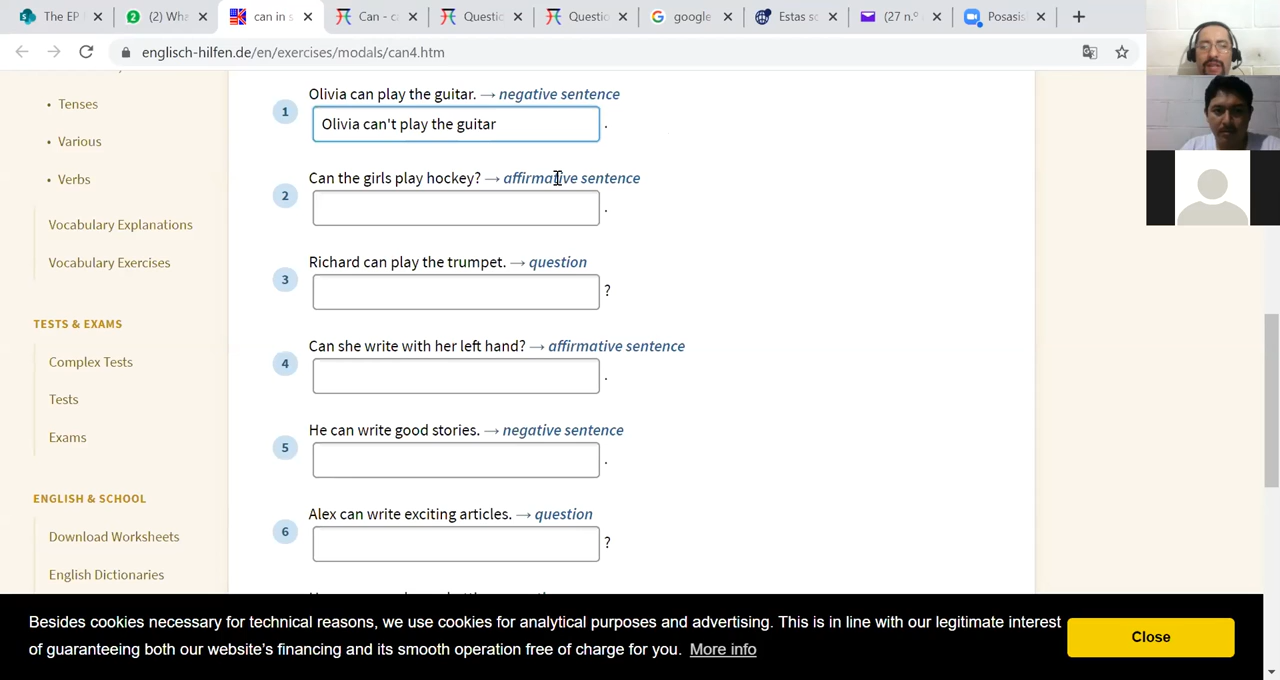 The EP
(2) Wha
can in s
Can - c
Questio
Questio
google
Estas s
(27 n.º
Posasis
englisch-hilfen.de/en/exercises/modals/can4.htm
Tenses
Various
Verbs
Vocabulary Explanations
Vocabulary Exercises
TESTS & EXAMS
Complex Tests
Tests
Exams
ENGLISH & SCHOOL
Download Worksheets
English Dictionaries
1 Olivia can play the guitar. → negative sentence
Olivia can't play the guitar .
2 Can the girls play hockey? → affirmative sentence
.
3 Richard can play the trumpet. → question
?
4 Can she write with her left hand? → affirmative sentence
.
5 He can write good stories. → negative sentence
.
6 Alex can write exciting articles. → question
?
Besides cookies necessary for technical reasons, we use cookies for analytical purposes and advertising. This is in line with our legitimate interest
of guaranteeing both our website's financing and its smooth operation free of charge for you. More info
Close